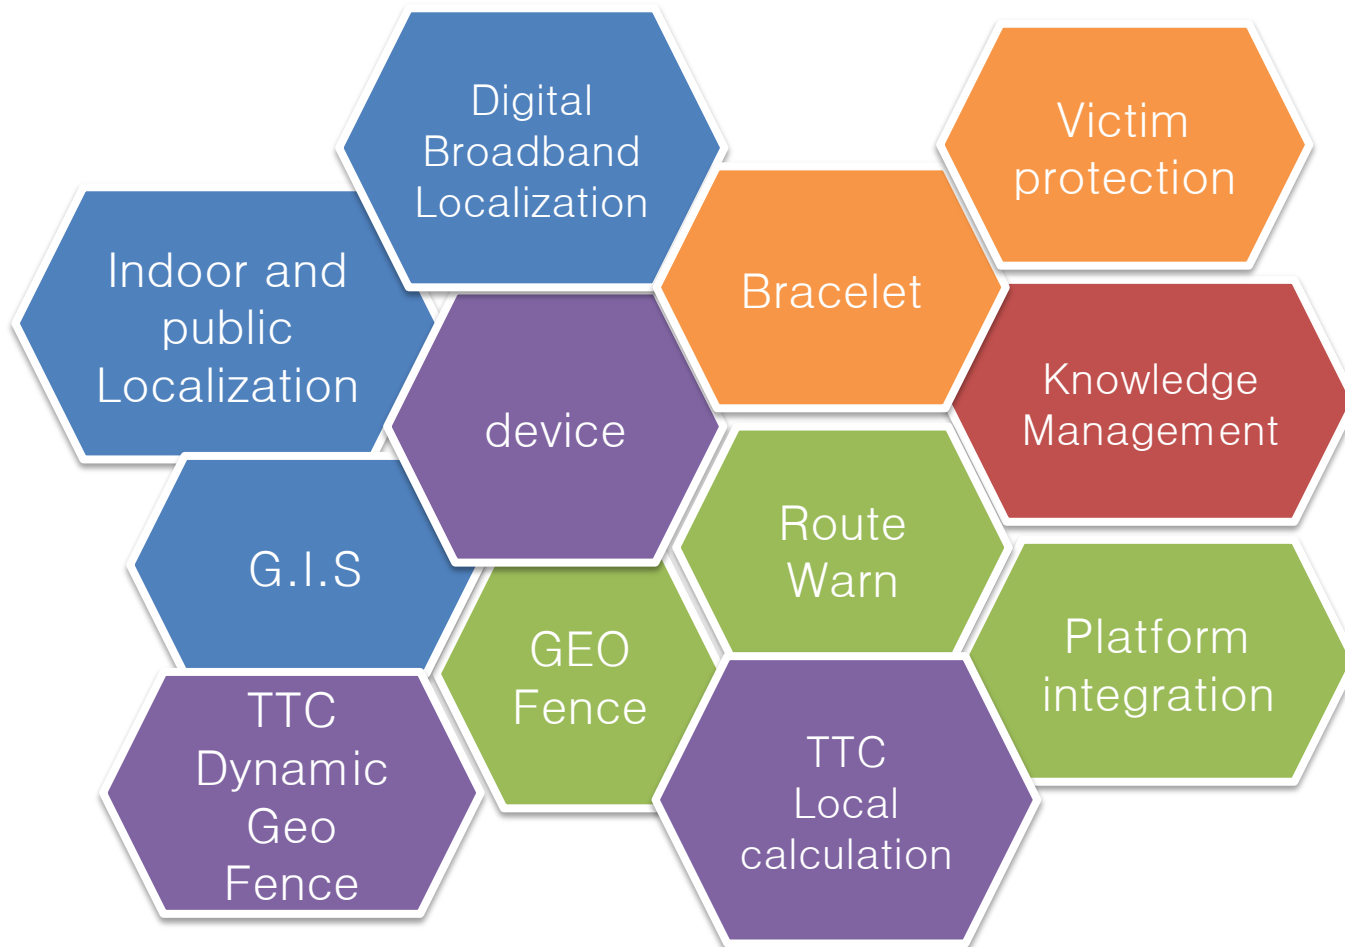 Digital
Broadband
Localization
Victim
protection
Indoor and
public
Localization
Bracelet
Knowledge
Management
device
Route
Warn
G.I.S
GEO
Fence
Platform
integration
TTC
Dynamic
Geo
Fence
TTC
Local
calculation